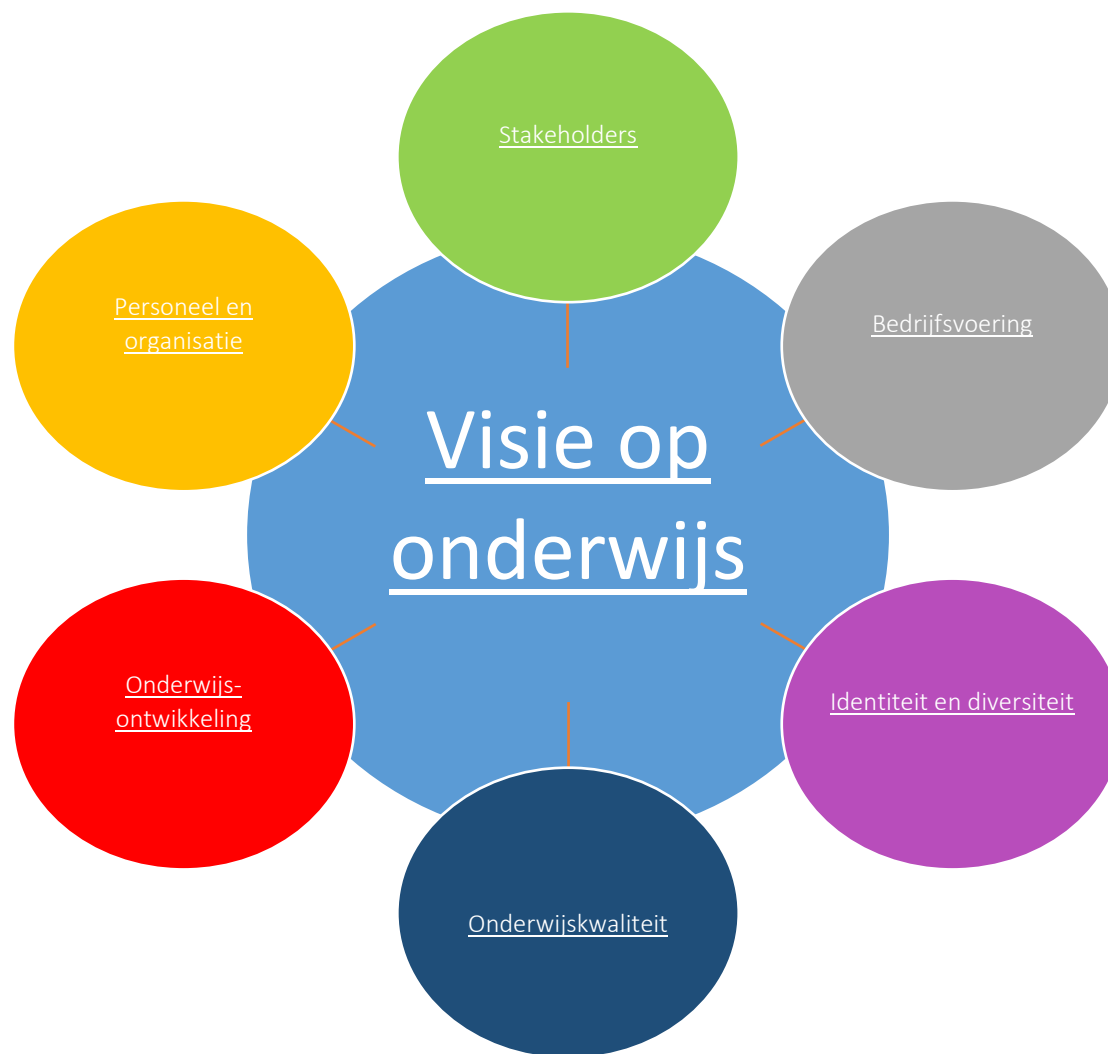 Stakeholders
Personeel en
organisatie
Bedrijfsvoering
Visie op
onderwijs
Onderwijs-
ontwikkeling
Identiteit en diversiteit
Onderwijskwaliteit